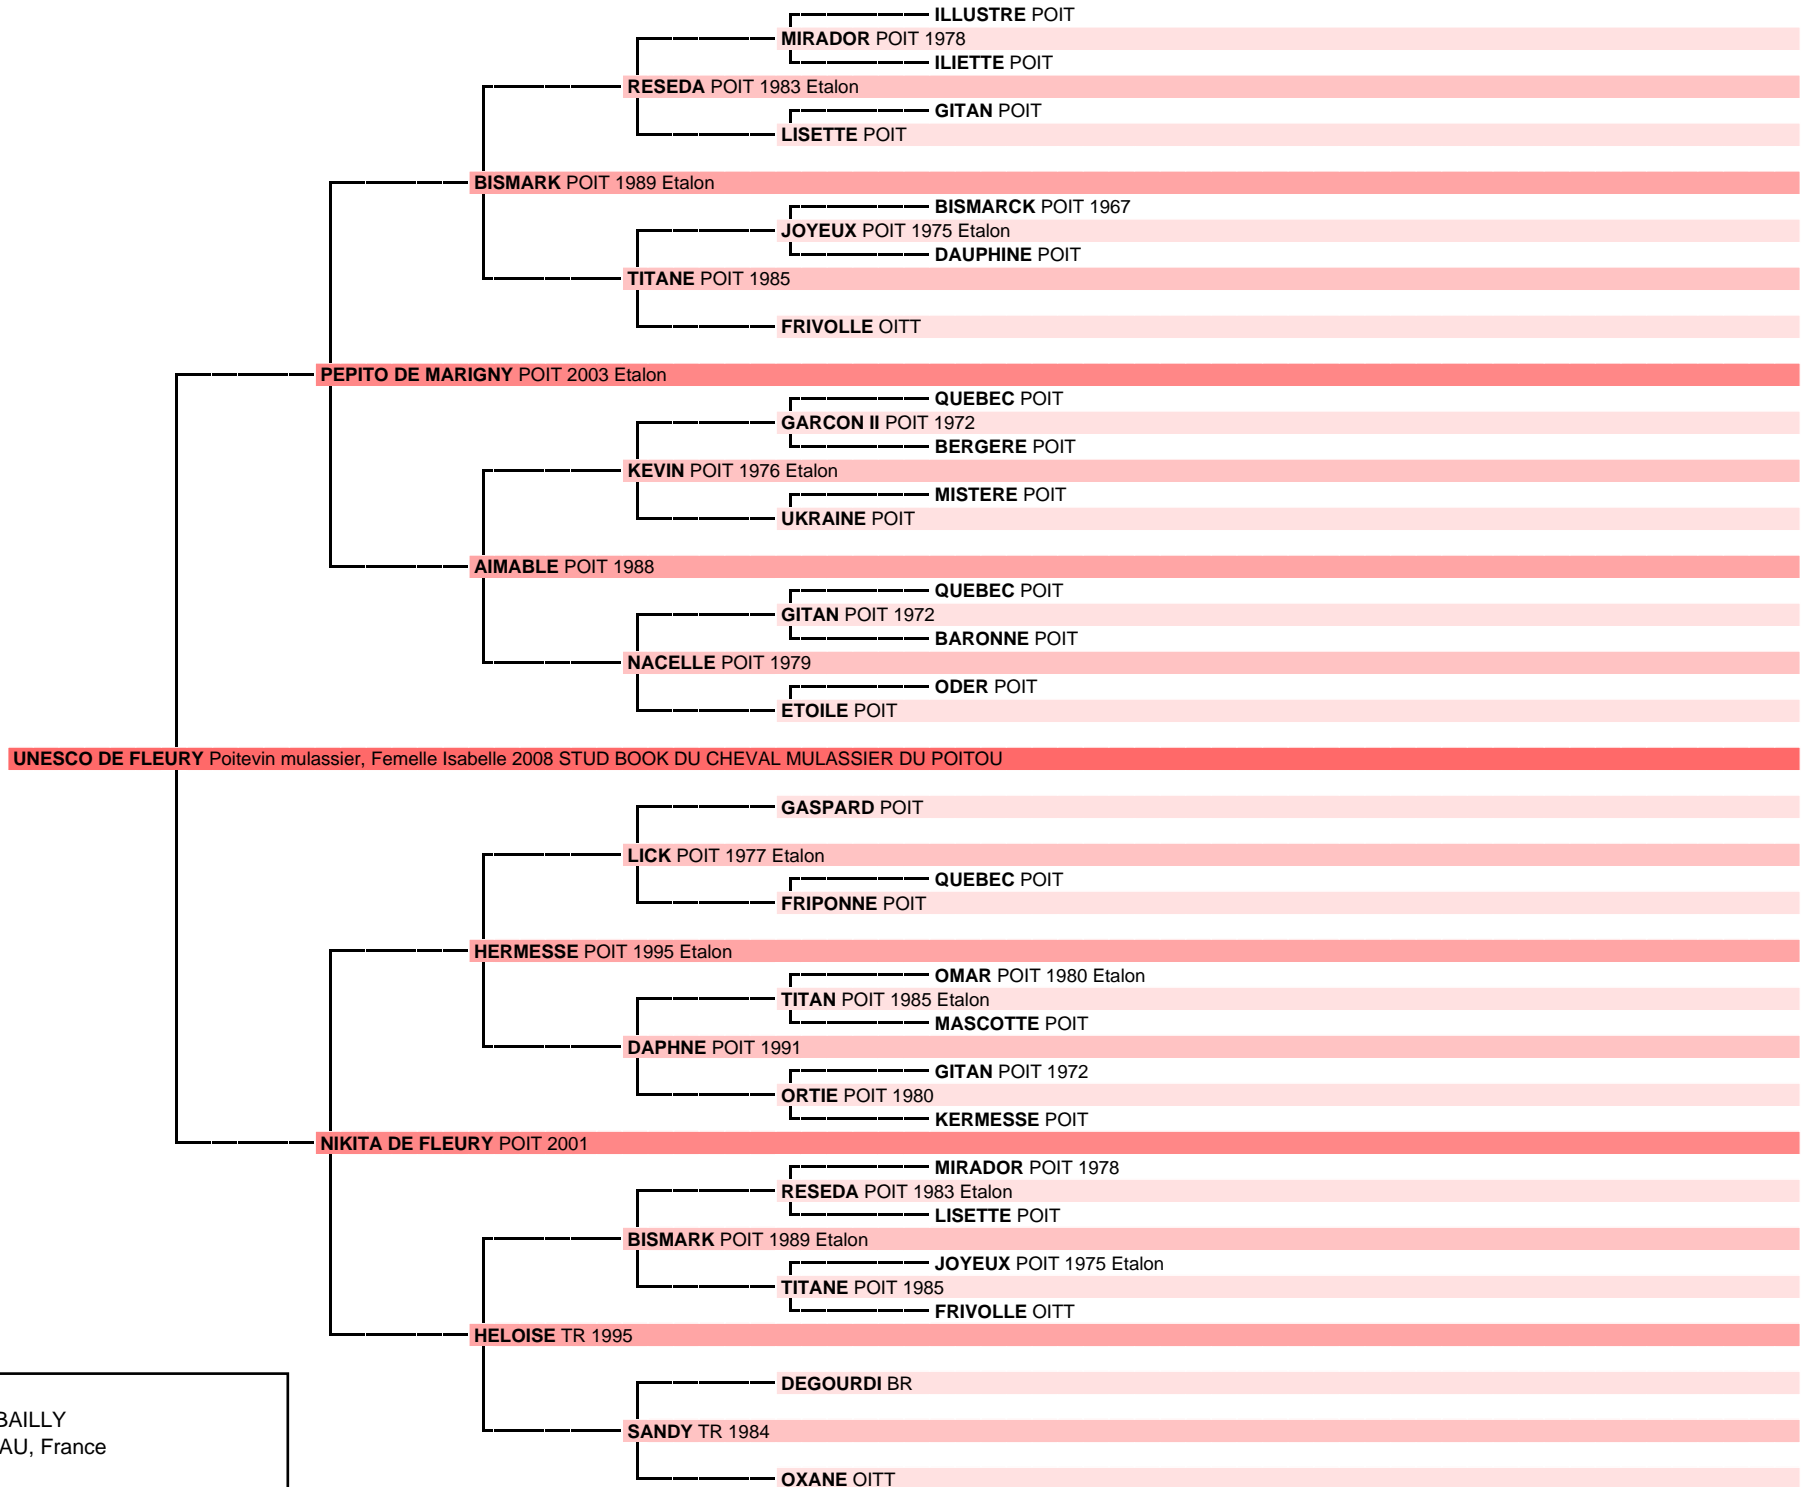 ILLUSTRE POIT
MIRADOR POIT 1978
ILIETTE POIT
RESEDA POIT 1983 Etalon
GITAN POIT
LISETTE POIT
BISMARK POIT 1989 Etalon
BISMARCK POIT 1967
JOYEUX POIT 1975 Etalon
DAUPHINE POIT
TITANE POIT 1985
FRIVOLLE OITT
PEPITO DE MARIGNY POIT 2003 Etalon
QUEBEC POIT
GARCON II POIT 1972
BERGERE POIT
KEVIN POIT 1976 Etalon
MISTERE POIT
UKRAINE POIT
AIMABLE POIT 1988
QUEBEC POIT
GITAN POIT 1972
BARONNE POIT
NACELLE POIT 1979
ODER POIT
ETOILE POIT
UNESCO DE FLEURY Poitevin mulassier, Femelle Isabelle 2008 STUD BOOK DU CHEVAL MULASSIER DU POITOU
GASPARD POIT
LICK POIT 1977 Etalon
QUEBEC POIT
FRIPONNE POIT
HERMESSE POIT 1995 Etalon
OMAR POIT 1980 Etalon
TITAN POIT 1985 Etalon
MASCOTTE POIT
DAPHNE POIT 1991
GITAN POIT 1972
ORTIE POIT 1980
KERMESSE POIT
NIKITA DE FLEURY POIT 2001
MIRADOR POIT 1978
RESEDA POIT 1983 Etalon
LISETTE POIT
BISMARK POIT 1989 Etalon
JOYEUX POIT 1975 Etalon
TITANE POIT 1985
FRIVOLLE OITT
HELOISE TR 1995
DEGOURDI BR
BAILLY
SANDY TR 1984
AU, France
OXANE OITT